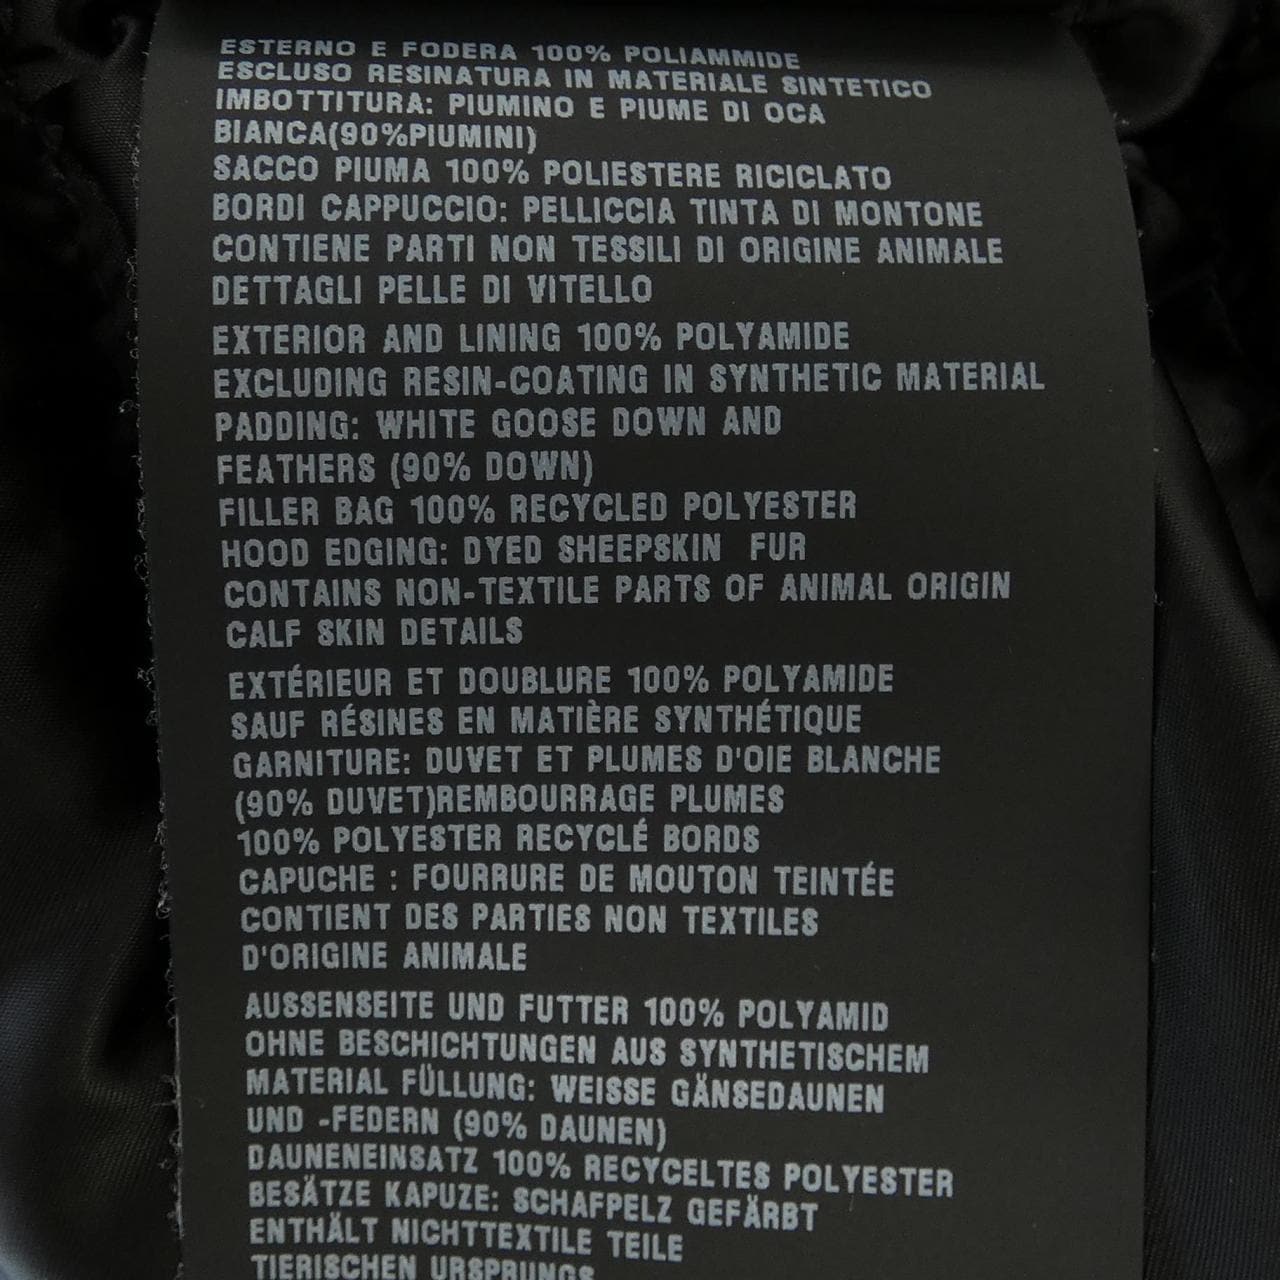 ESTERNO E FODERA 100% POLIAMMIDE
ESCLUSO RESINATURA IN MATERIALE SINTETICO
IMBOTTITURA: PIUMINO E PIUME DI OCA
BIANCA(90%PIUMINI)
SACCO PIUMA 100% POLIESTERE RICICLATO
BORDI CAPPUCCIO: PELLICCIA TINTA DI MONTONE
CONTIENE PARTI NON TESSILI DI ORIGINE ANIMALE
DETTAGLI PELLE DI VITELLO
EXTERIOR AND LINING 100% POLYAMIDE
EXCLUDING RESIN-COATING IN SYNTHETIC MATERIAL
PADDING: WHITE GOOSE DOWN AND
FEATHERS (90% DOWN)
FILLER BAG 100% RECYCLED POLYESTER
HOOD EDGING: DYED SHEEPSKIN FUR
CONTAINS NON-TEXTILE PARTS OF ANIMAL ORIGIN
CALF SKIN DETAILS
EXTÉRIEUR ET DOUBLURE 100% POLYAMIDE
SAUF RÉSINES EN MATIÈRE SYNTHÉTIQUE
GARNITURE: DUVET ET PLUMES D'OIE BLANCHE
(90% DUVET)REMBOURRAGE PLUMES
100% POLYESTER RECYCLÉ BORDS
CAPUCHE : FOURRURE DE MOUTON TEINTÉE
CONTIENT DES PARTIES NON TEXTILES
D'ORIGINE ANIMALE
AUSSENSEITE UND FUTTER 100% POLYAMID
OHNE BESCHICHTUNGEN AUS SYNTHETISCHEM
MATERIAL FÜLLUNG: WEISSE GÄNSEDAUNEN
UND -FEDERN (90% DAUNEN)
DAUNENEINSATZ 100% RECYCELTES POLYESTER
BESÄTZE KAPUZE: SCHAFPELZ GEFÄRBT
ENTHÄLT NICHTTEXTILE TEILE
TIERISCHEN URSPRUNGS